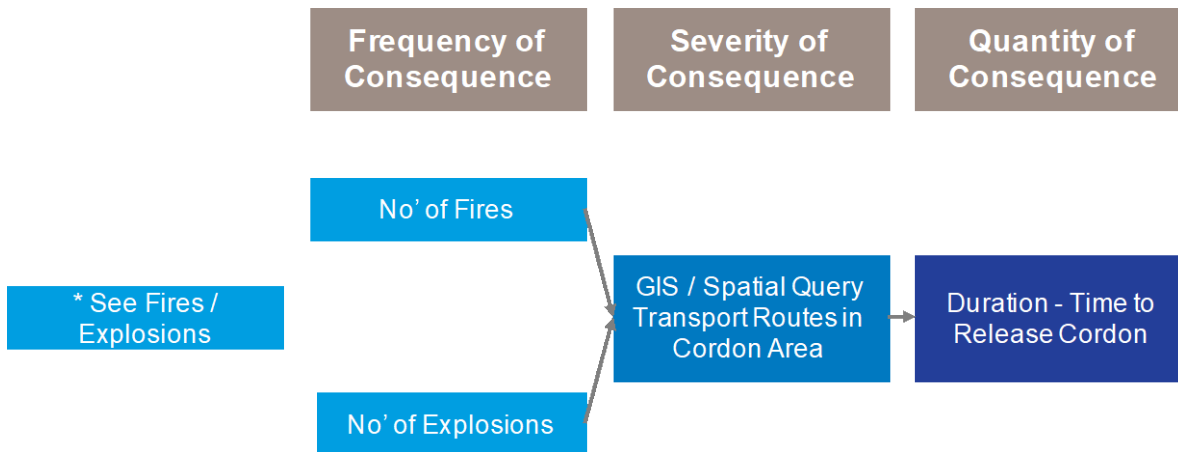 Frequency of
Consequence
Severity of
Consequence
Quantity of
Consequence
No’ of Fires
* See Fires /
Explosions
GIS / Spatial Query
Transport Routes in
Cordon Area
Duration - Time to
Release Cordon
No’ of Explosions